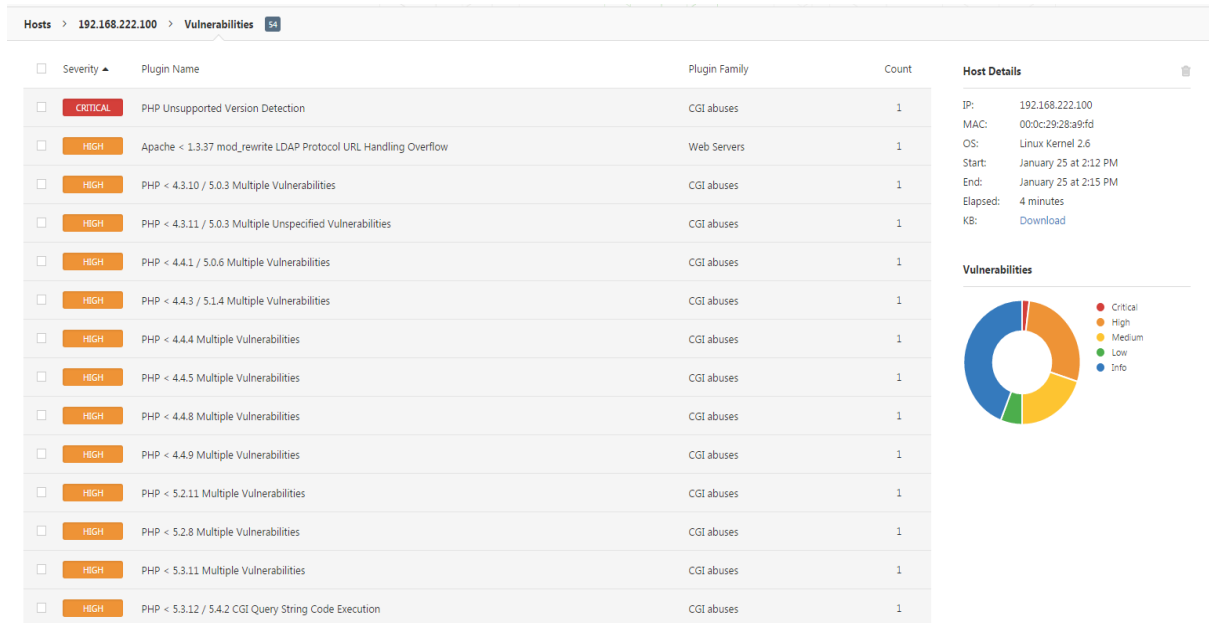 Hosts > 192.168.222.100 > Vulnerabilities 54
Severity ▲ Plugin Name Plugin Family Count
CRITICAL PHP Unsupported Version Detection CGI abuses 1
HIGH Apache < 1.3.37 mod_rewrite LDAP Protocol URL Handling Overflow Web Servers 1
HIGH PHP < 4.3.10 / 5.0.3 Multiple Vulnerabilities CGI abuses 1
HIGH PHP < 4.3.11 / 5.0.3 Multiple Unspecified Vulnerabilities CGI abuses 1
HIGH PHP < 4.4.1 / 5.0.6 Multiple Vulnerabilities CGI abuses 1
HIGH PHP < 4.4.3 / 5.1.4 Multiple Vulnerabilities CGI abuses 1
HIGH PHP < 4.4.4 Multiple Vulnerabilities CGI abuses 1
HIGH PHP < 4.4.5 Multiple Vulnerabilities CGI abuses 1
HIGH PHP < 4.4.8 Multiple Vulnerabilities CGI abuses 1
HIGH PHP < 4.4.9 Multiple Vulnerabilities CGI abuses 1
HIGH PHP < 5.2.11 Multiple Vulnerabilities CGI abuses 1
HIGH PHP < 5.2.8 Multiple Vulnerabilities CGI abuses 1
HIGH PHP < 5.3.11 Multiple Vulnerabilities CGI abuses 1
HIGH PHP < 5.3.12 / 5.4.2 CGI Query String Code Execution CGI abuses 1
Host Details
IP: 192.168.222.100
MAC: 00:0c:29:28:a9:fd
OS: Linux Kernel 2.6
Start: January 25 at 2:12 PM
End: January 25 at 2:15 PM
Elapsed: 4 minutes
KB: Download
Vulnerabilities
Critical
High
Medium
Low
Info